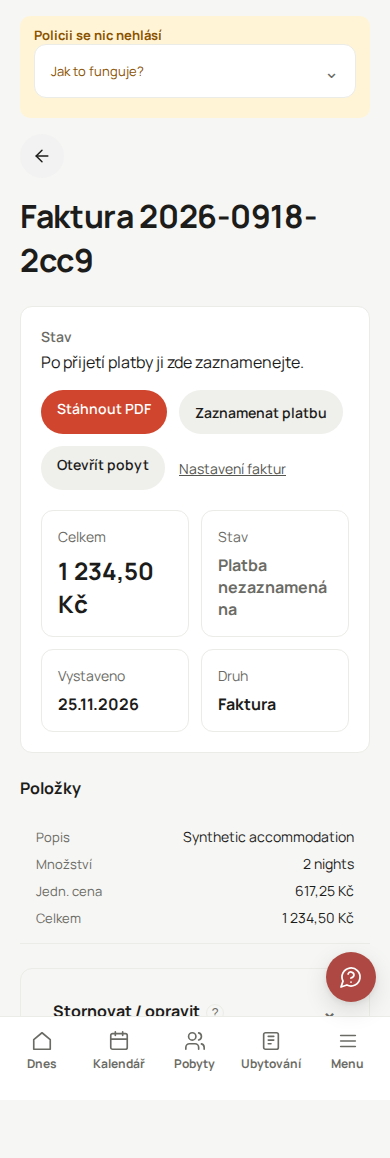 Policii se nic nehlásí
Jak to funguje?
Faktura 2026-0918-
2cc9
Stav
Po přijetí platby ji zde zaznamenejte.
Stáhnout PDF
Zaznamenat platbu
Otevřít pobyt
Nastavení faktur
Celkem
1 234,50
Kč
Stav
Platba
nezaznamená
na
Vystaveno
25.11.2026
Druh
Faktura
Položky
Popis Synthetic accommodation
Množství 2 nights
Jedn. cena 617,25 Kč
Celkem 1 234,50 Kč
Stornovat / opravit ?
Dnes Kalendář Pobyty Ubytování Menu